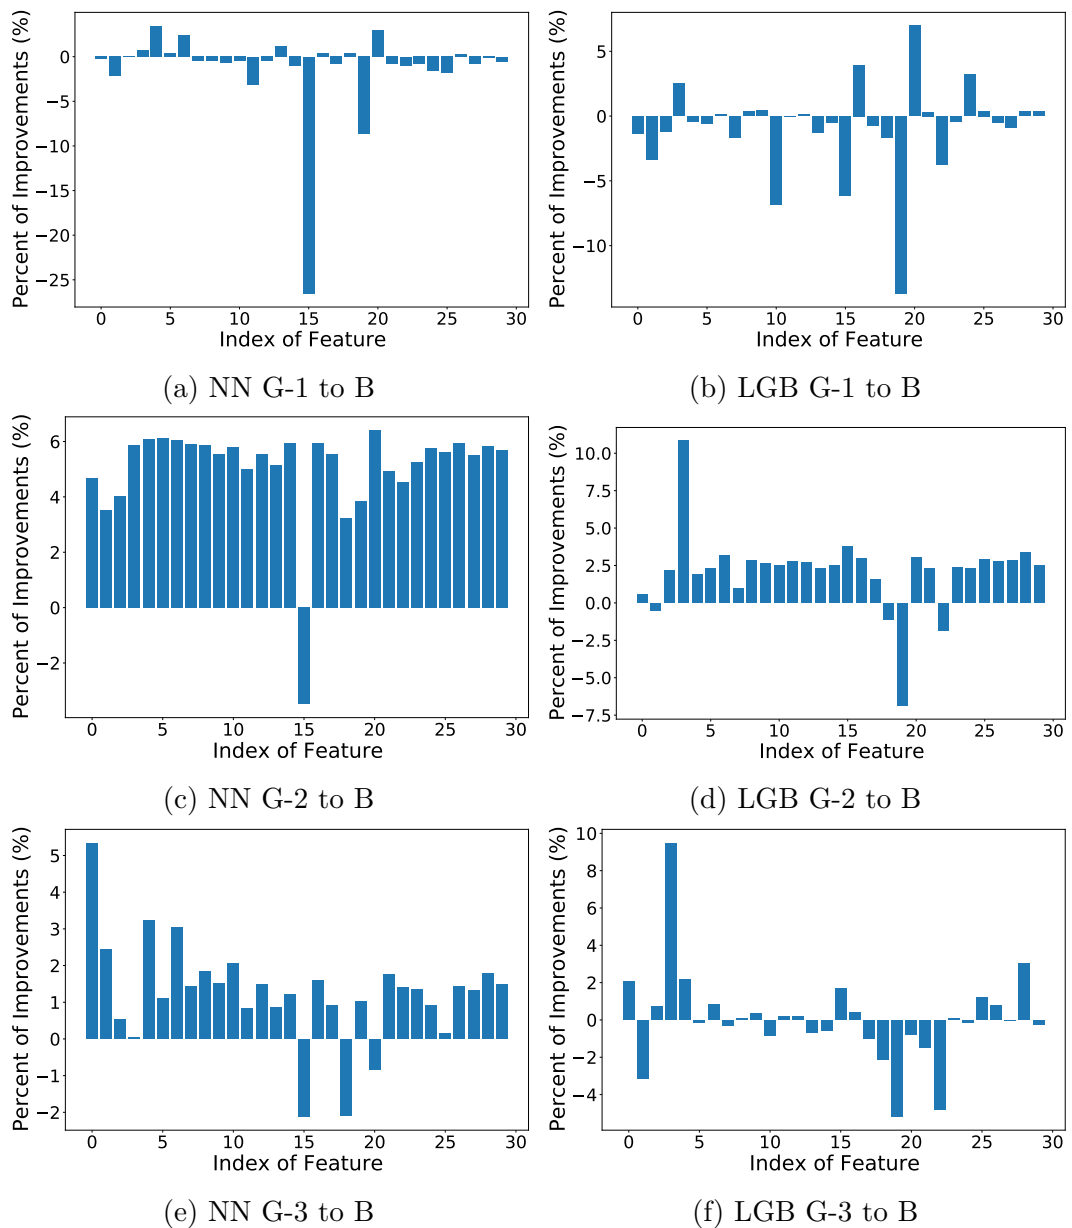 Percent of Improvements (%)
0
−5
−10
−15
−20
−25
0 5 10 15 20 25 30
Index of Feature
(a) NN G-1 to B
Percent of Improvements (%)
5
0
−5
−10
0 5 10 15 20 25 30
Index of Feature
(b) LGB G-1 to B
Percent of Improvements (%)
6
4
2
0
−2
0 5 10 15 20 25 30
Index of Feature
(c) NN G-2 to B
Percent of Improvements (%)
10.0
7.5
5.0
2.5
0.0
−2.5
−5.0
−7.5
0 5 10 15 20 25 30
Index of Feature
(d) LGB G-2 to B
Percent of Improvements (%)
5
4
3
2
1
0
−1
−2
0 5 10 15 20 25 30
Index of Feature
(e) NN G-3 to B
Percent of Improvements (%)
10
8
6
4
2
0
−2
−4
0 5 10 15 20 25 30
Index of Feature
(f) LGB G-3 to B